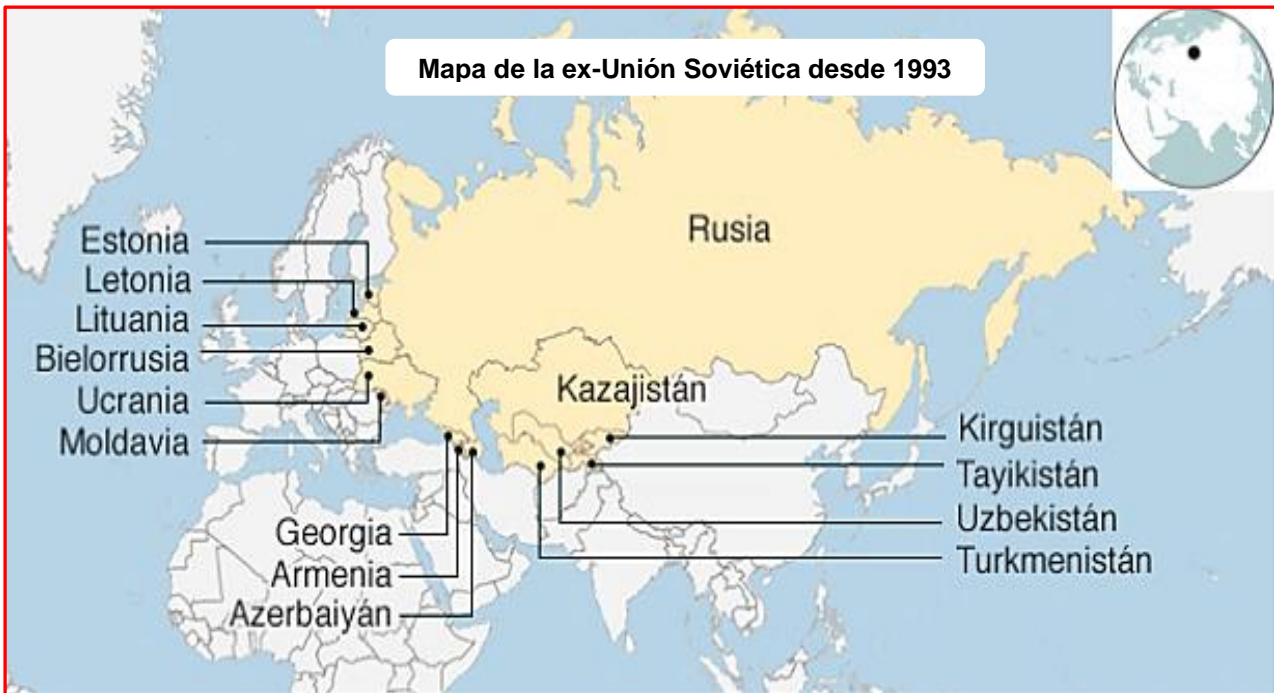 Mapa de la ex-Unión Soviética desde 1993
Rusia
Estonia
Letonia
Lituania
Bielorrusia
Ucrania
Moldavia
Kazajistán
Kirguistán
Tayikistán
Uzbekistán
Turkmenistán
Georgia
Armenia
Azerbaiyán